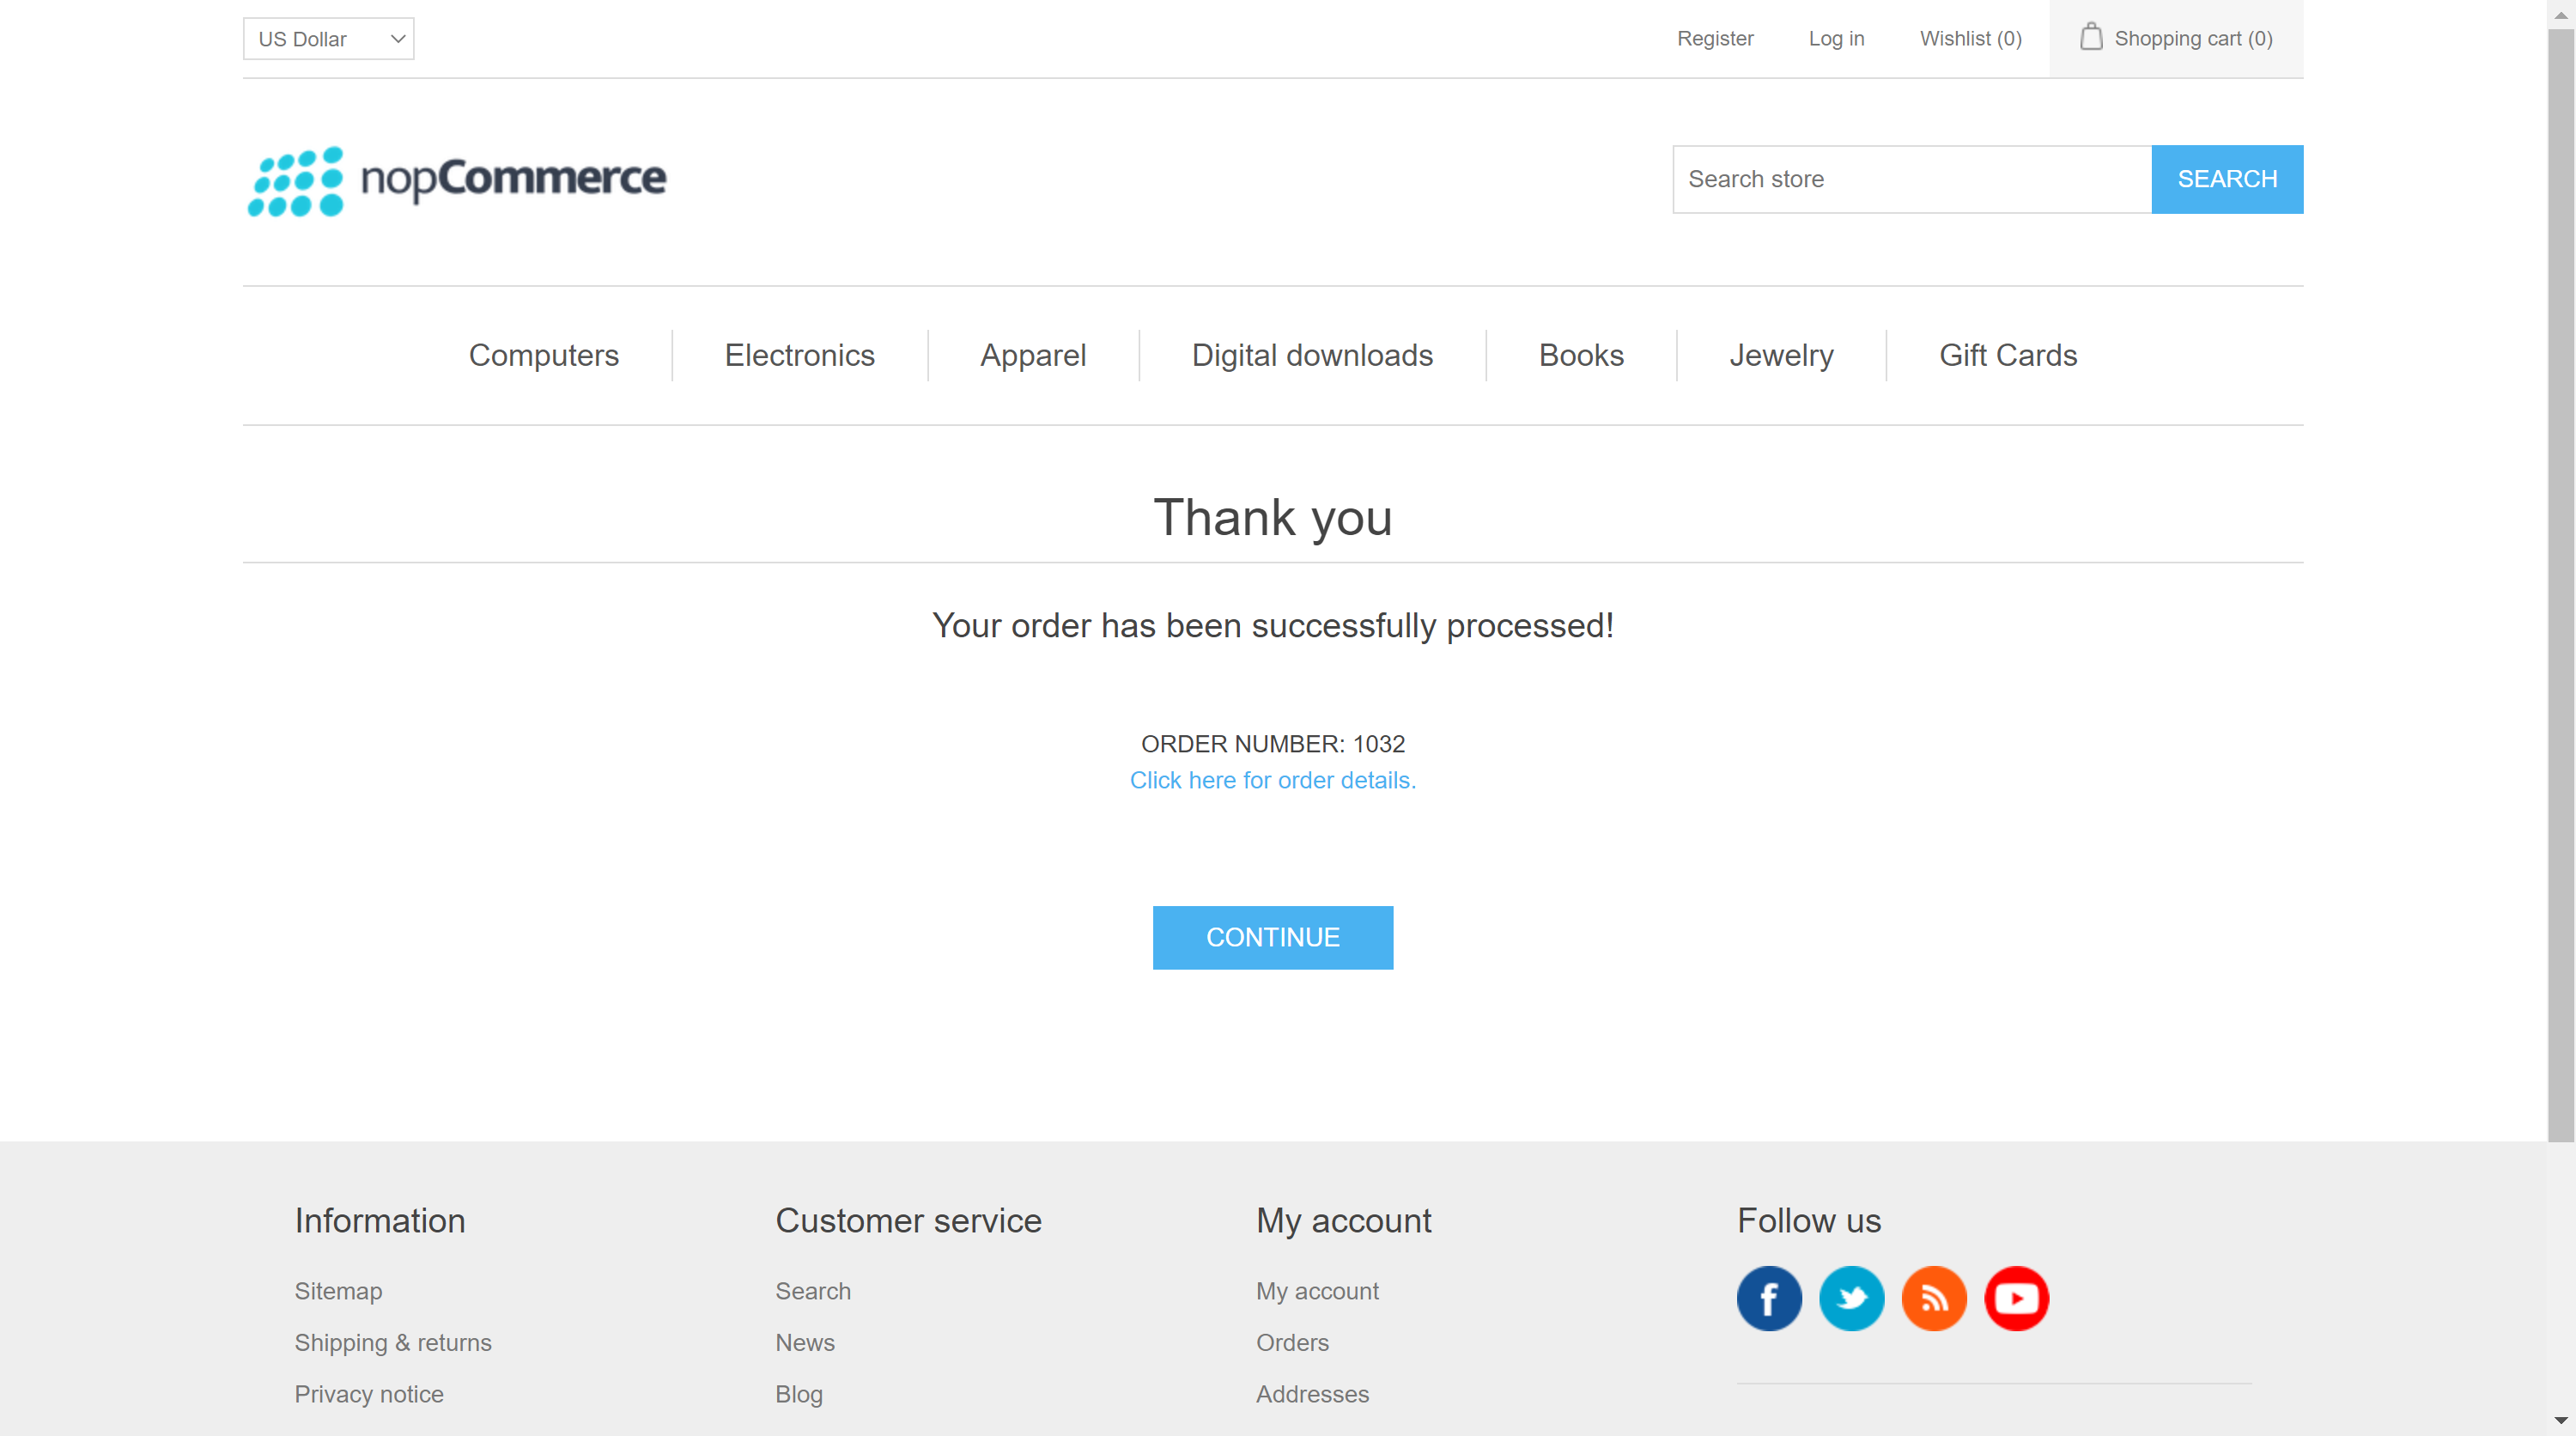 US Dollar
Register
Log in
Wishlist (0)
Shopping cart (0)
nopCommerce
Search store
SEARCH
Computers
Electronics
Apparel
Digital downloads
Books
Jewelry
Gift Cards
Thank you
Your order has been successfully processed!
ORDER NUMBER: 1032
Click here for order details.
CONTINUE
Information
Sitemap
Shipping & returns
Privacy notice
Customer service
Search
News
Blog
My account
My account
Orders
Addresses
Follow us